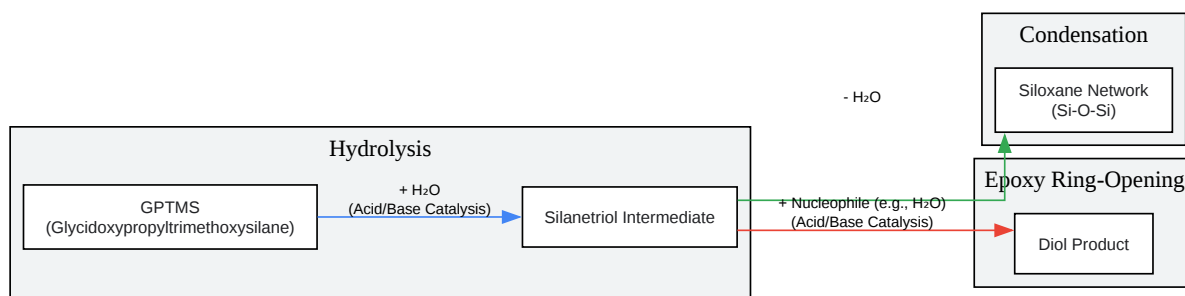 Condensation
Siloxane Network
(Si-O-Si)
- H₂O
Hydrolysis
GPTMS
(Glycidoxypropyltrimethoxysilane)
+ H₂O
(Acid/Base Catalysis)
Silanetriol Intermediate
+ Nucleophile (e.g., H₂O)
(Acid/Base Catalysis)
Epoxy Ring-Opening
Diol Product